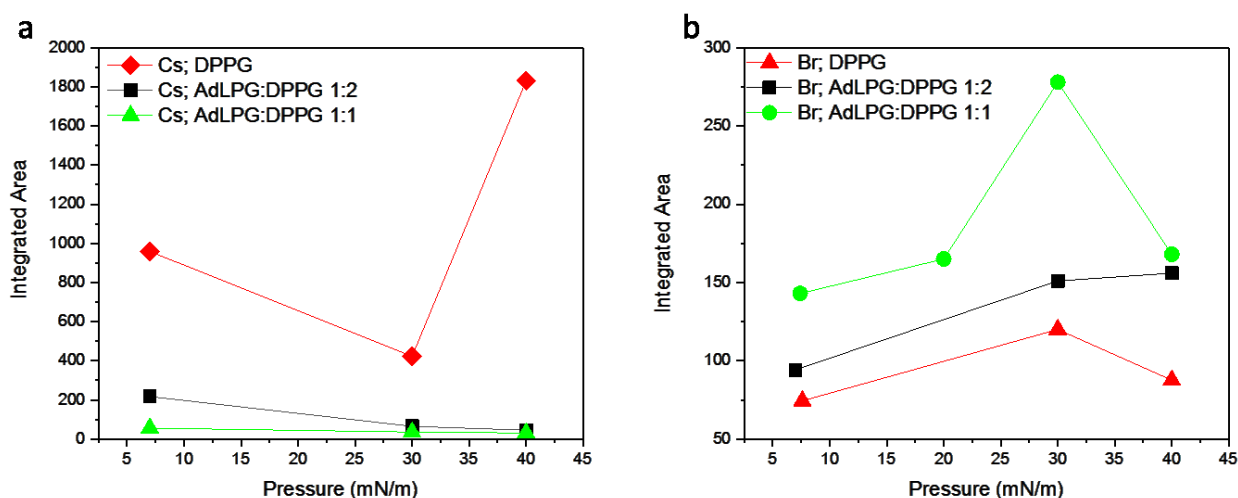 a
2000
1800
1600
1400
1200
1000
800
600
400
200
0
Integrated Area
Cs; DPPG
Cs; AdLPG:DPPG 1:2
Cs; AdLPG:DPPG 1:1
5 10 15 20 25 30 35 40 45
Pressure (mN/m)
b
300
250
200
150
100
50
Integrated Area
Br; DPPG
Br; AdLPG:DPPG 1:2
Br; AdLPG:DPPG 1:1
5 10 15 20 25 30 35 40 45
Pressure (mN/m)